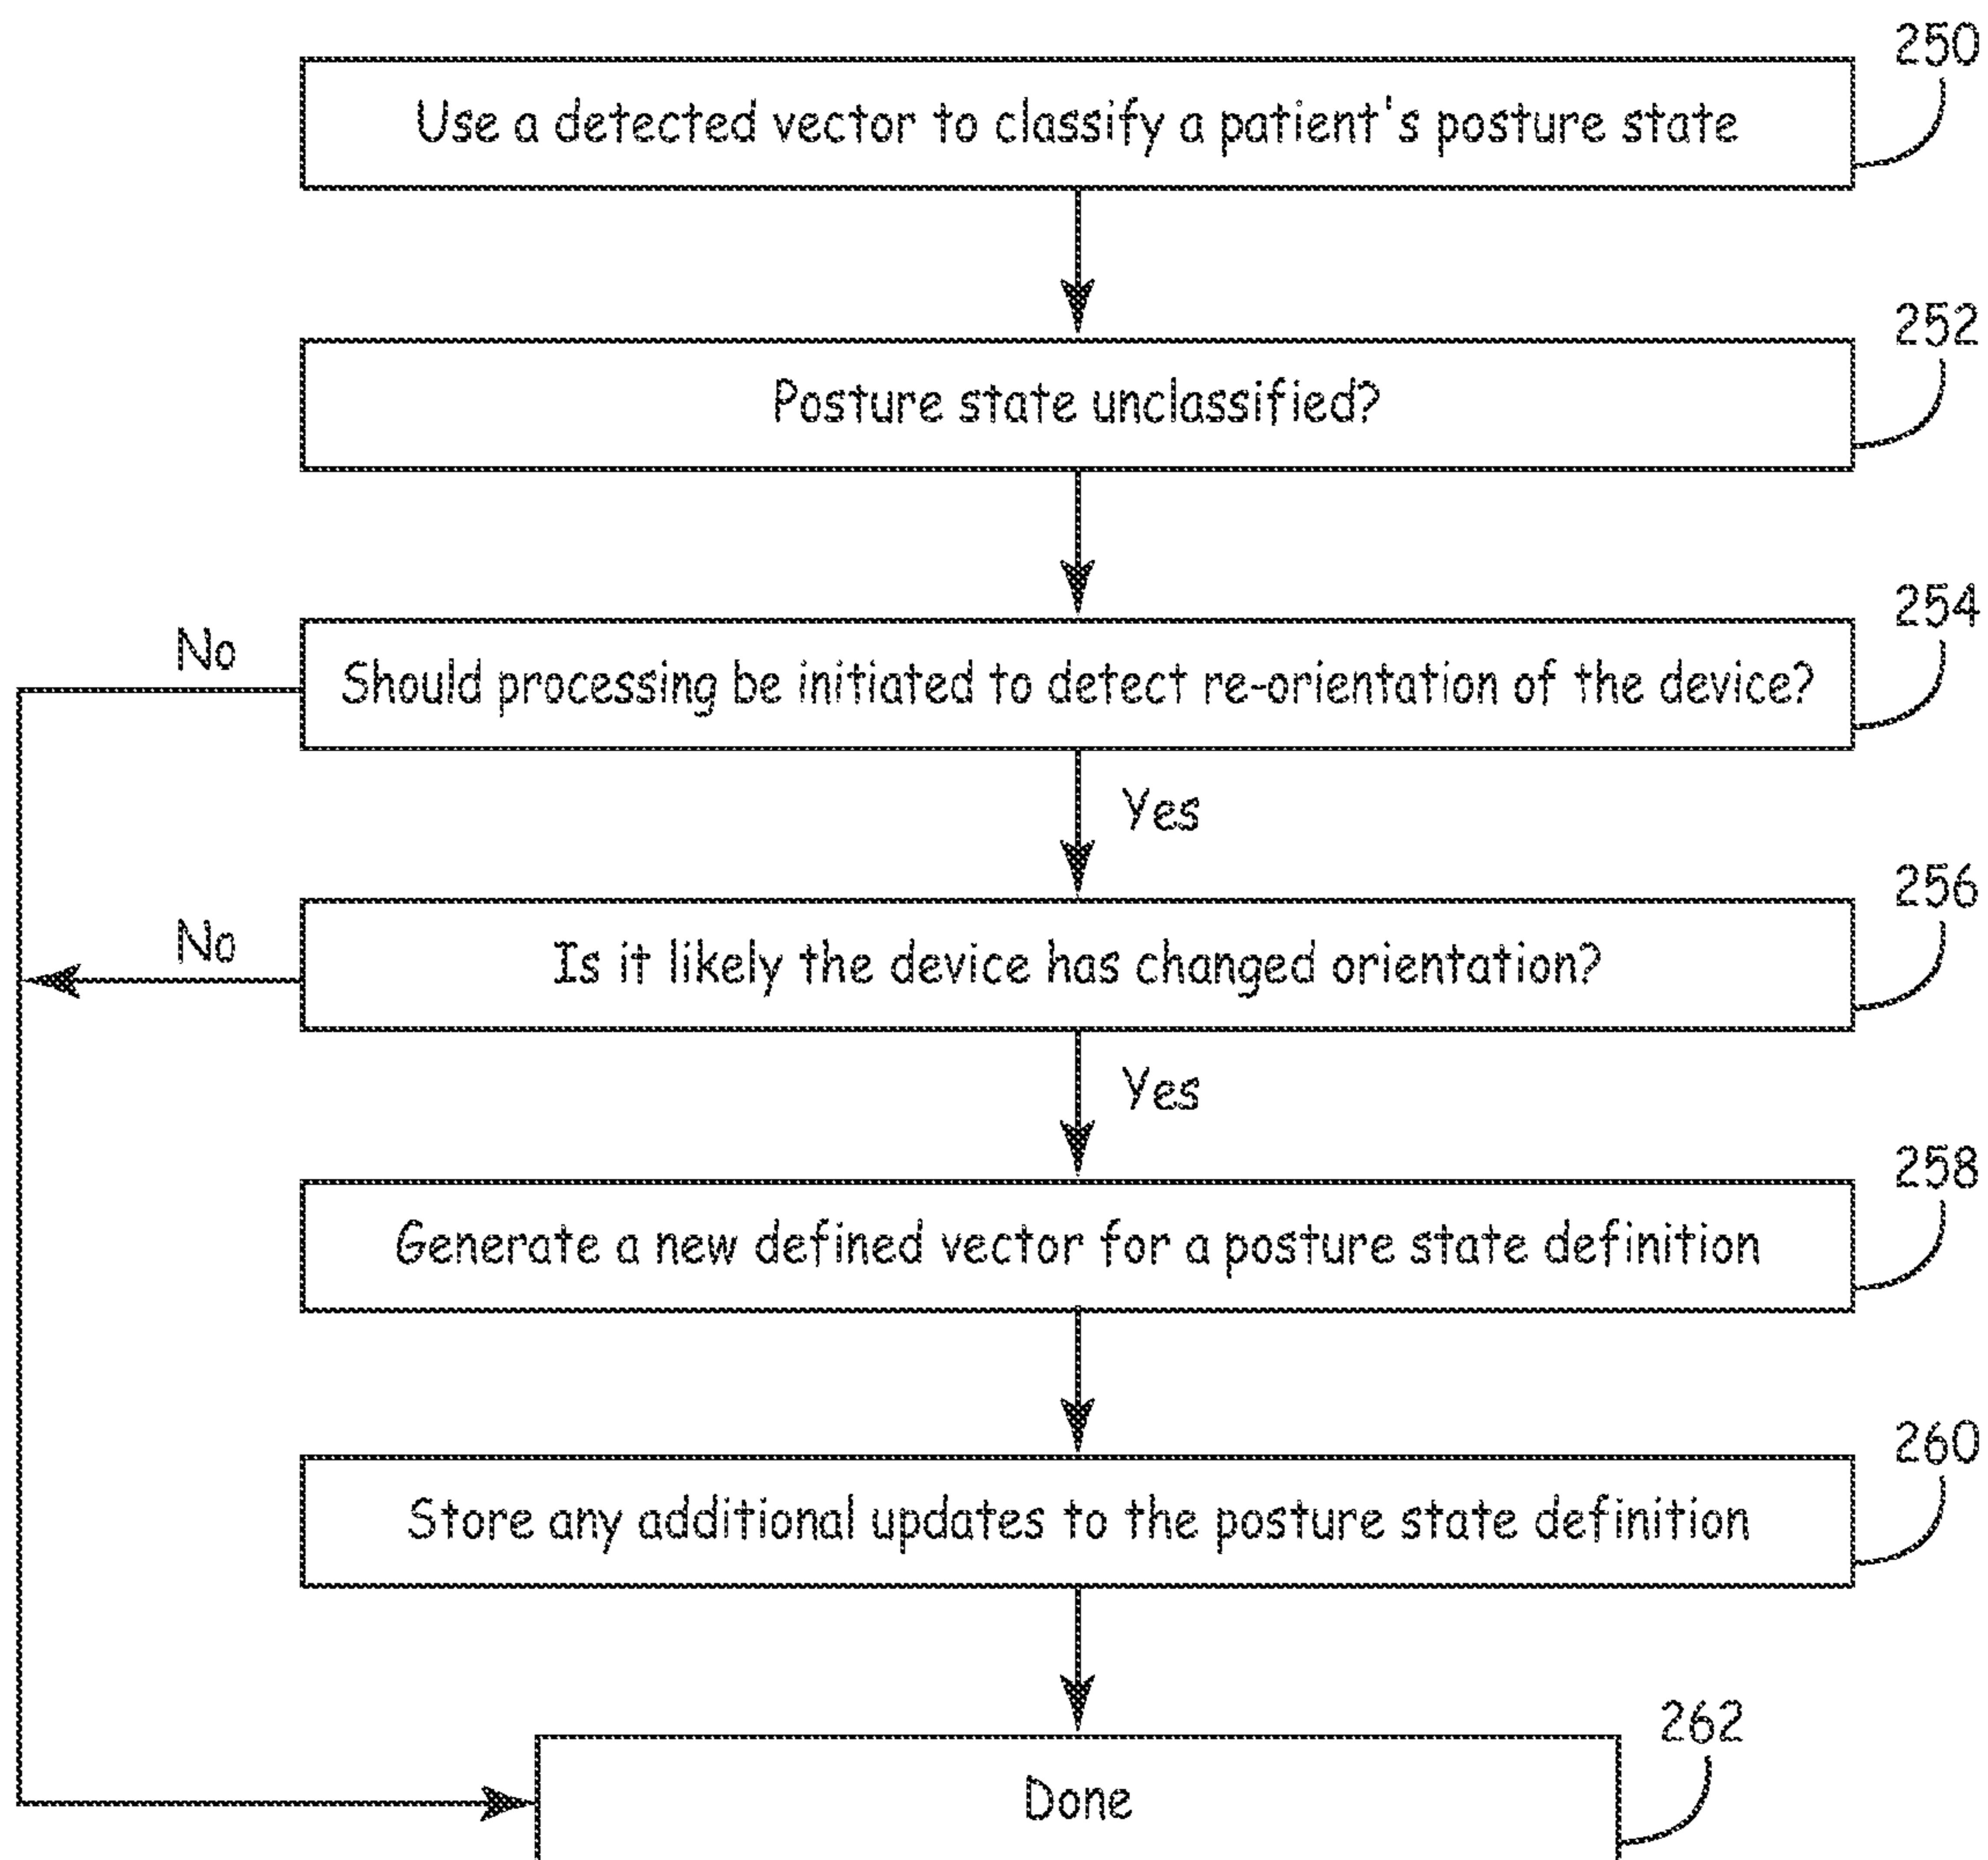 250
Use a detected vector to classify a patient's posture state
252
Posture state unclassified?
254
No
Should processing be initiated to detect re-orientation of the device?
Yes
256
No
Is it likely the device has changed orientation?
Yes
258
Generate a new defined vector for a posture state definition
260
Store any additional updates to the posture state definition
262
Done